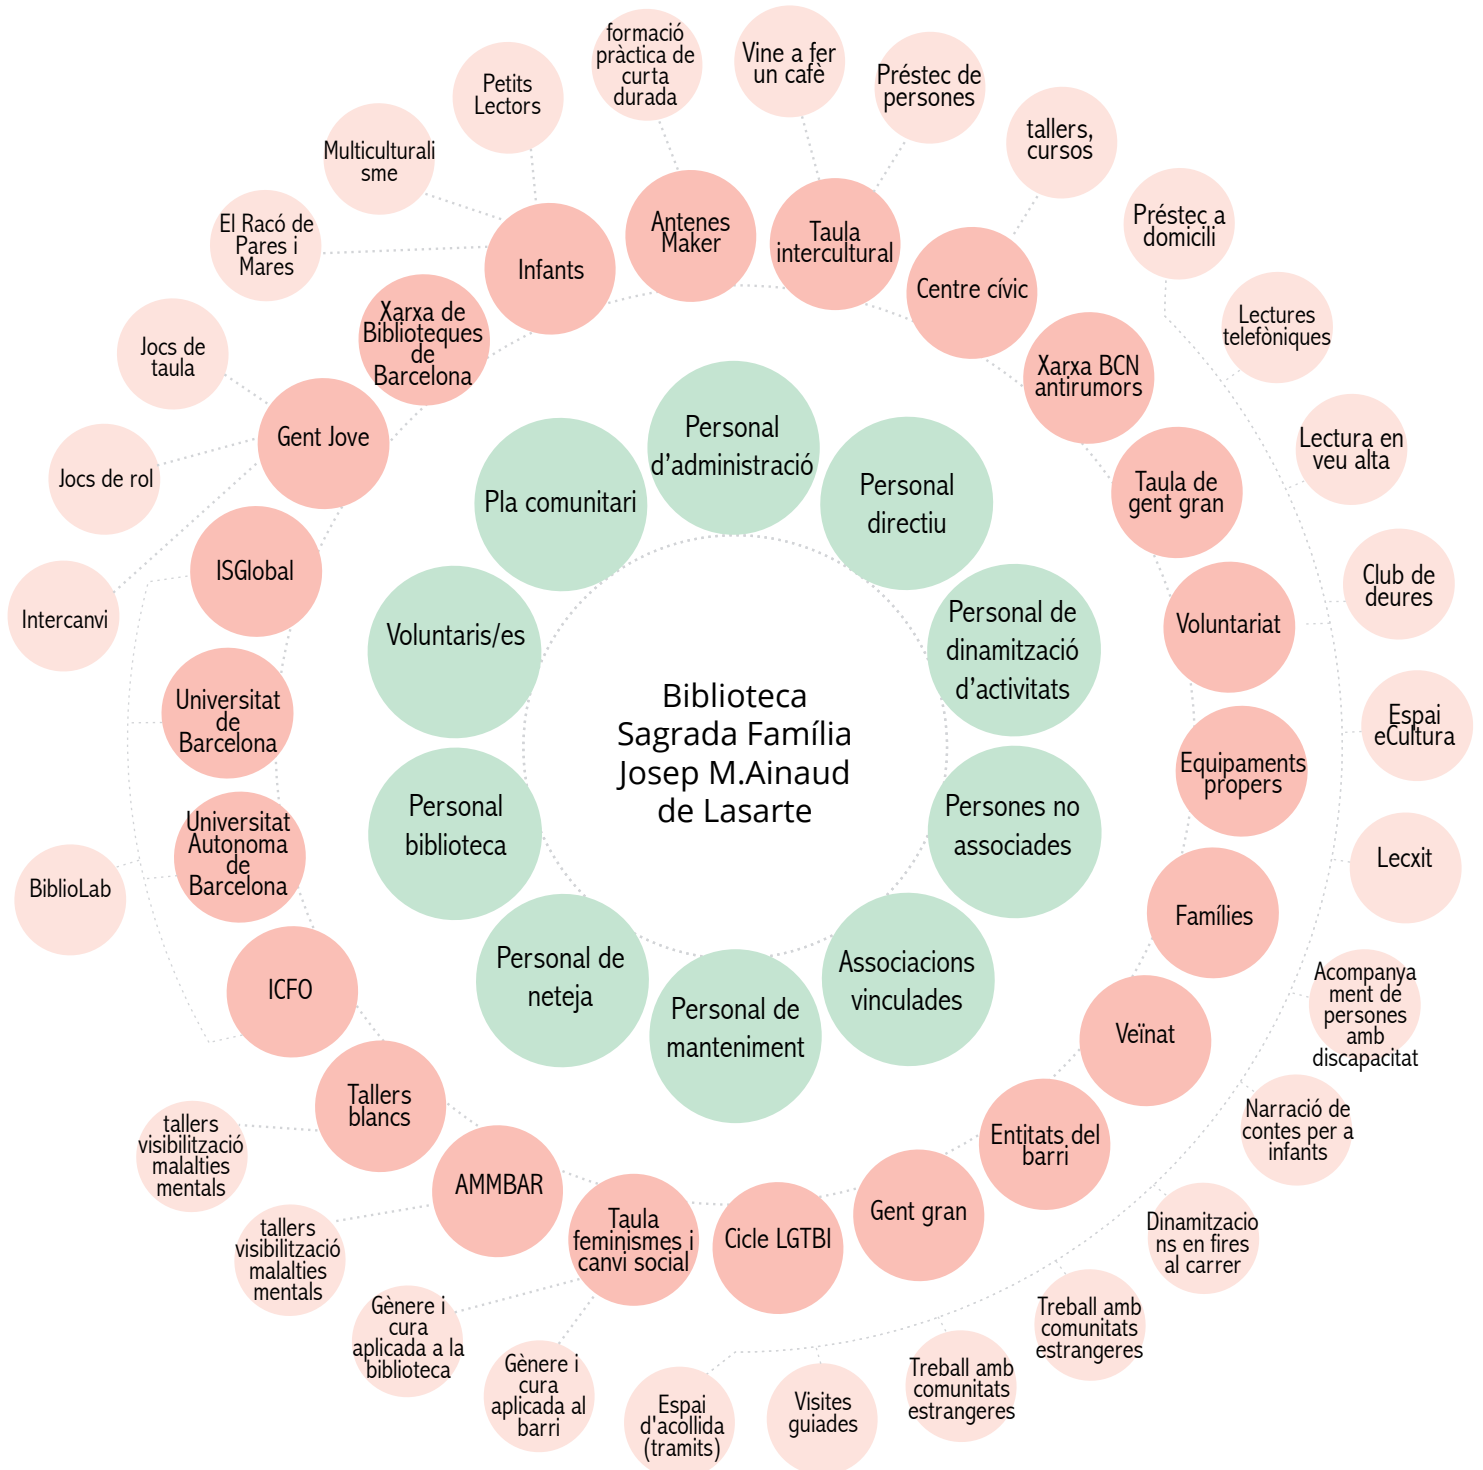 formació
pràctica de
curta
durada
Vine a fer
un cafè
Préstec de
persones
Petits
Lectors
tallers,
cursos
Multiculturali
sme
Préstec a
domicili
El Racó de
Pares i
Mares
Antenes
Maker
Taula
intercultural
Infants
Centre cívic
Lectures
telefòniques
Xarxa de
Biblioteques
de
Barcelona
Jocs de
taula
Xarxa BCN
antirumors
Gent Jove
Lectura en
veu alta
Jocs de rol
Taula de
gent gran
Personal
d'administració
Pla comunitari
Personal
directiu
ISGlobal
Club de
deures
Intercanvi
Voluntariat
Voluntaris/es
Personal de
dinamització
d'activitats
Universitat
de
Barcelona
Espai
eCultura
Biblioteca
Sagrada Família
Josep M.Ainaud
de Lasarte
Equipaments
propers
Personal
biblioteca
Persones no
associades
Universitat
Autonoma
de
Barcelona
BiblioLab
Lecxit
Famílies
Personal de
neteja
Associacions
vinculades
ICFO
Personal de
manteniment
Acompanya
ment de
persones
amb
discapacitat
Veïnat
Tallers
blancs
Narració de
contes per a
infants
Entitats del
barri
tallers
visibilització
malalties
mentals
AMMBAR
Gent gran
Taula
feminismes i
canvi social
Cicle LGTBI
Dinamitzacio
ns en fires
al carrer
tallers
visibilització
malalties
mentals
Gènere i
cura
aplicada a la
biblioteca
Treball amb
comunitats
estrangeres
Gènere i
cura
aplicada al
barri
Espai
d'acollida
(tramits)
Visites
guiades
Treball amb
comunitats
estrangeres